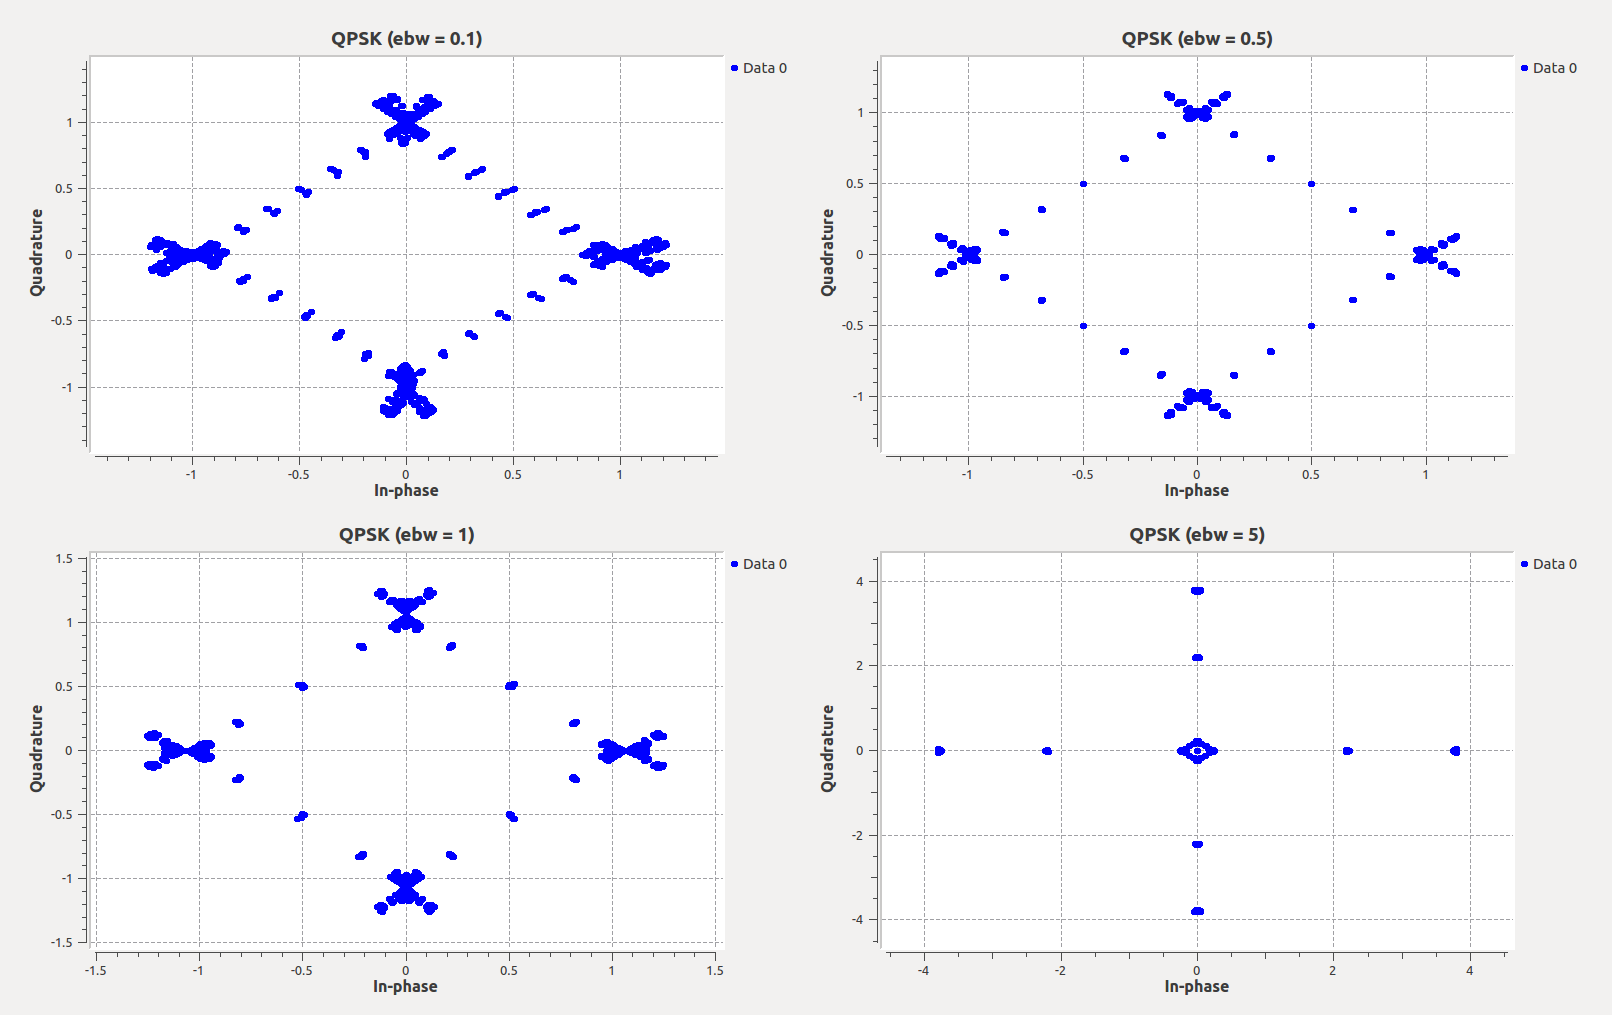 QPSK (ebw = 0.1)
Data 0
1
0.5
0
-0.5
-1
Quadrature
-1
-0.5
0
0.5
1
In-phase
QPSK (ebw = 0.5)
Data 0
1
0.5
0
-0.5
-1
Quadrature
-1
-0.5
0
0.5
1
In-phase
QPSK (ebw = 1)
Data 0
1.5
1
0.5
0
-0.5
-1
-1.5
Quadrature
-1.5
-1
-0.5
0
0.5
1
1.5
In-phase
QPSK (ebw = 5)
Data 0
4
2
0
-2
-4
Quadrature
-4
-2
0
2
4
In-phase